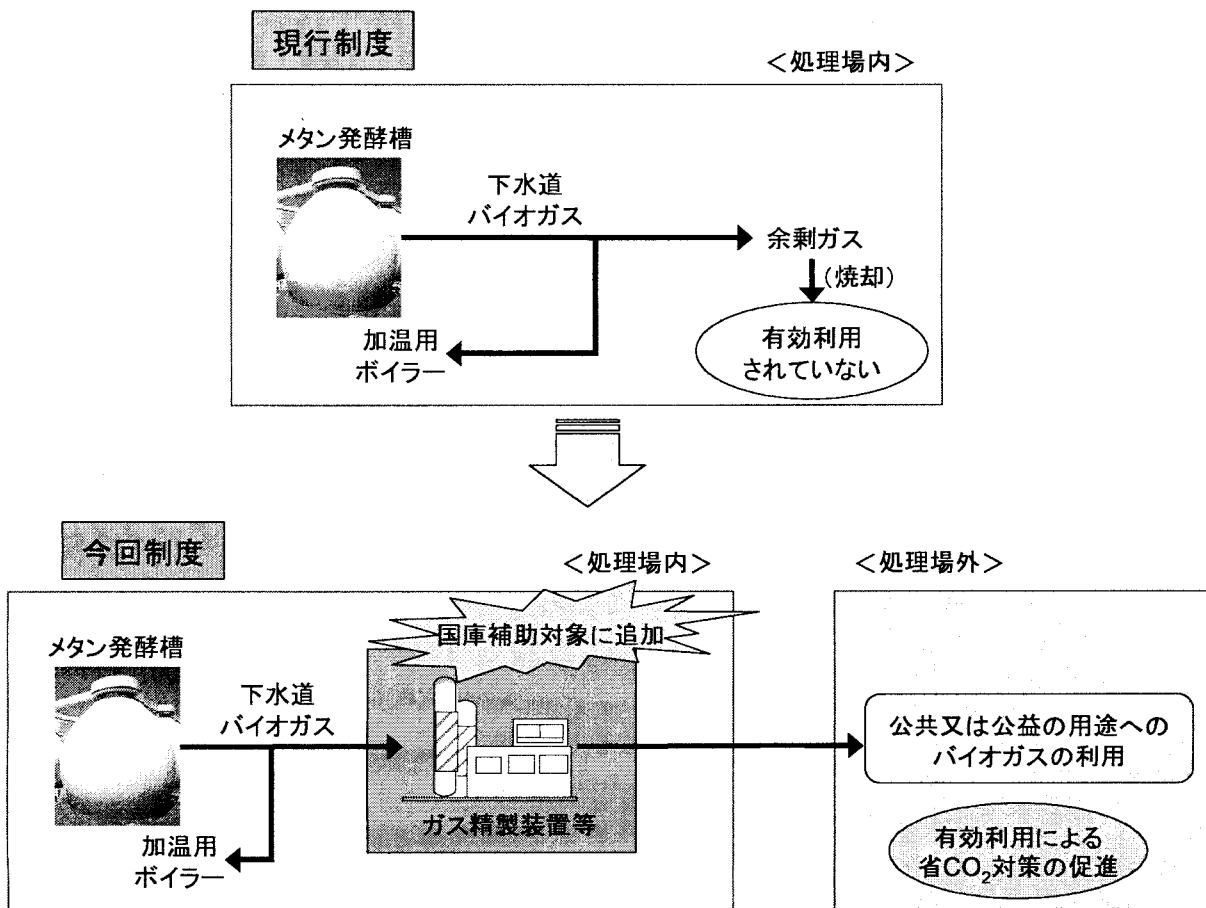 現行制度
＜処理場内＞
メタン発酵槽
下水道
バイオガス
余剰ガス
（焼却）
加温用
ボイラー
有効利用
されていない
今回制度
＜処理場内＞
＜処理場外＞
国庫補助対象に追加
メタン発酵槽
下水道
バイオガス
公共又は公益の用途への
バイオガスの利用
ガス精製装置等
加温用
ボイラー
有効利用による
省CO₂対策の促進